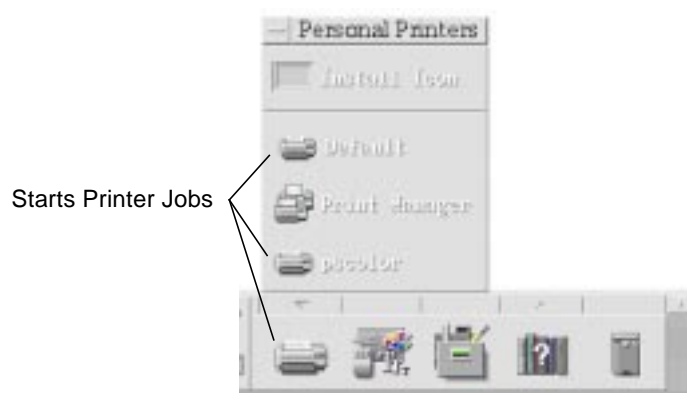 Personal Printers
Install Icon
Default
Starts Printer Jobs
Print Manager
pscolor
?